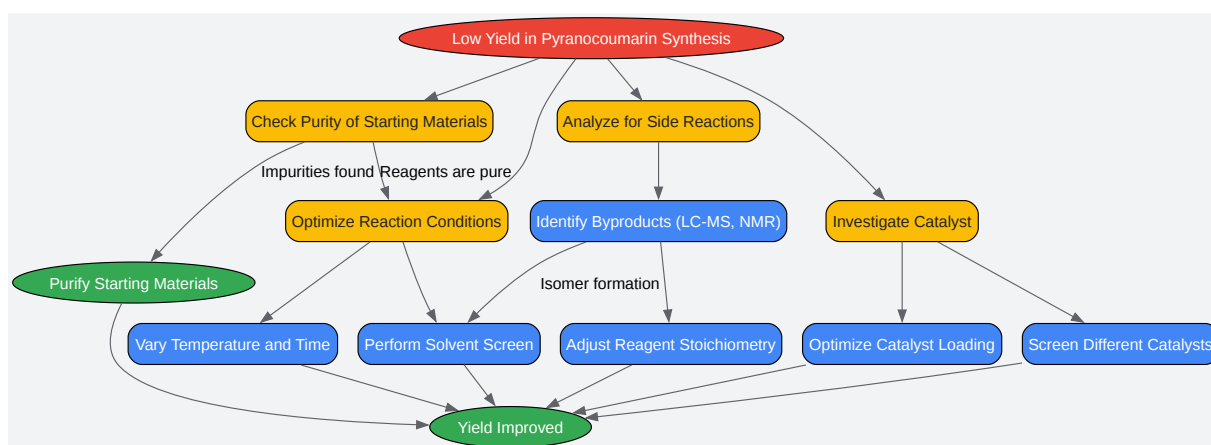 Low Yield in Pyranocoumarin Synthesis
Check Purity of Starting Materials
Analyze for Side Reactions
Impurities found
Reagents are pure
Optimize Reaction Conditions
Identify Byproducts (LC-MS, NMR)
Investigate Catalyst
Purify Starting Materials
Isomer formation
Vary Temperature and Time
Perform Solvent Screen
Adjust Reagent Stoichiometry
Optimize Catalyst Loading
Screen Different Catalysts
Yield Improved